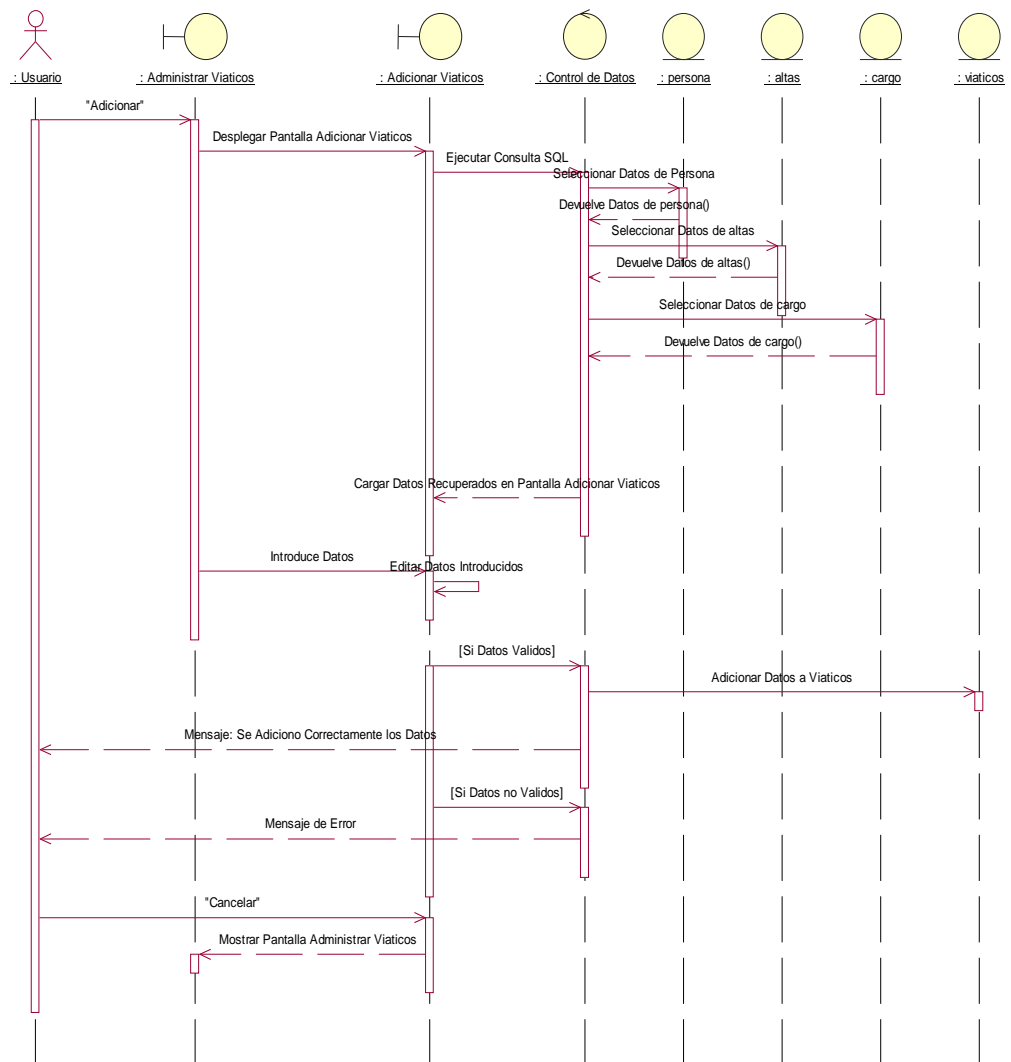 : Usuario
: Administrar Viaticos
: Adicionar Viaticos
: Control de Datos
: persona
: altas
: cargo
: viaticos
"Adicionar"
Desplegar Pantalla Adicionar Viaticos
Ejecutar Consulta SQL
Seleccionar Datos de Persona
Devuelve Datos de persona()
Seleccionar Datos de altas
Devuelve Datos de altas()
Seleccionar Datos de cargo
Devuelve Datos de cargo()
Cargar Datos Recuperados en Pantalla Adicionar Viaticos
Introduce Datos
Editar Datos Introducidos
[Si Datos Validos]
Adicionar Datos a Viaticos
Mensaje: Se Adiciono Correctamente los Datos
[Si Datos no Validos]
Mensaje de Error
"Cancelar"
Mostrar Pantalla Administrar Viaticos